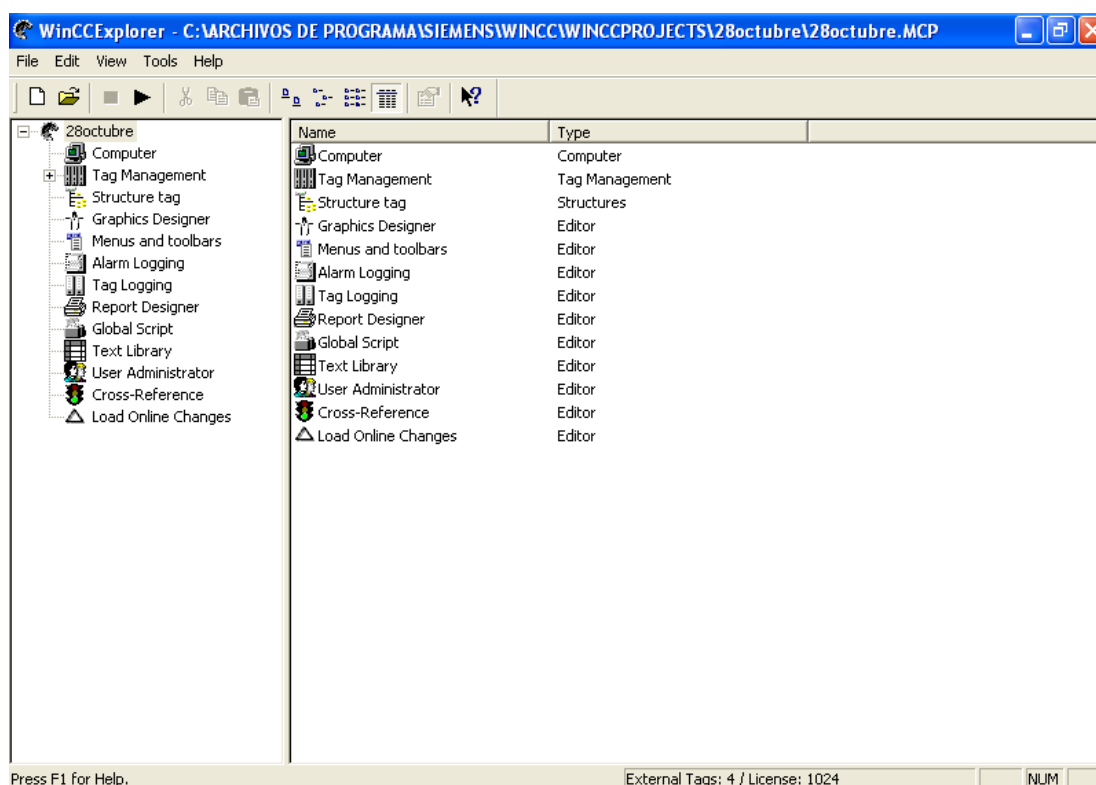 WinCCExplorer - C:\ARCHIVOS DE PROGRAMA\SIEMENS\WINCC\WINCCPROJECTS\28octubre\28octubre.MCP
File Edit View Tools Help
28octubre
Computer
Tag Management
Structure tag
Graphics Designer
Menus and toolbars
Alarm Logging
Tag Logging
Report Designer
Global Script
Text Library
User Administrator
Cross-Reference
Load Online Changes
Name Type
Computer Computer
Tag Management Tag Management
Structure tag Structures
Graphics Designer Editor
Menus and toolbars Editor
Alarm Logging Editor
Tag Logging Editor
Report Designer Editor
Global Script Editor
Text Library Editor
User Administrator Editor
Cross-Reference Editor
Load Online Changes Editor
Press F1 for Help. External Tags: 4 / License: 1024 NUM